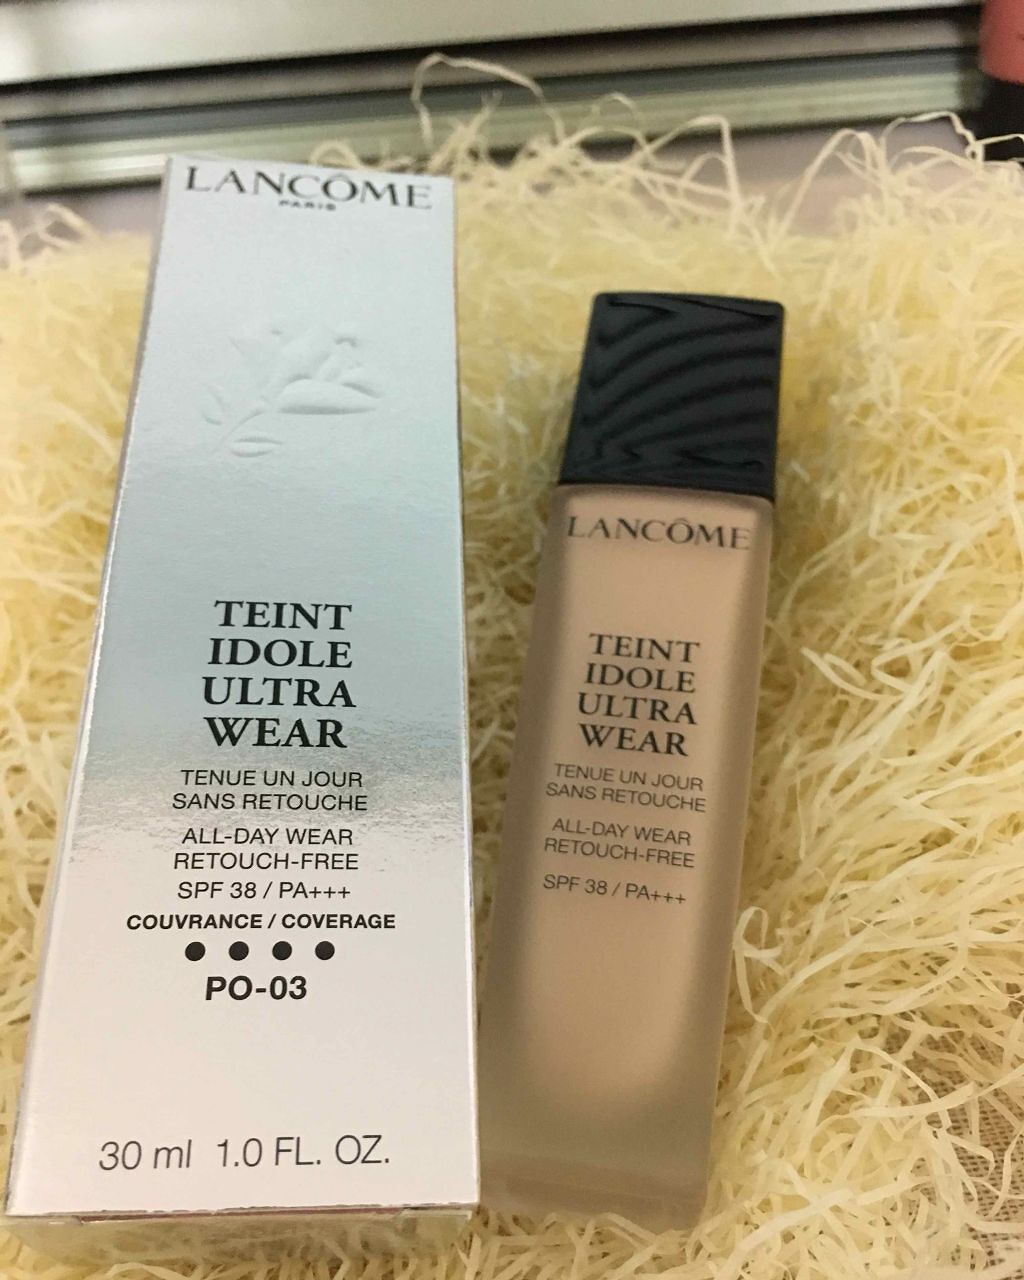 LANCÔME
PARIS
TEINT
IDOLE
ULTRA
WEAR
TENUE UN JOUR
SANS RETOUCHE
ALL-DAY WEAR
RETOUCH-FREE
SPF 38 / PA+++
COUVRANCE / COVERAGE
PO-03
30 ml 1.0 FL. OZ.
LANCÔME
TEINT
IDOLE
ULTRA
WEAR
TENUE UN JOUR
SANS RETOUCHE
ALL-DAY WEAR
RETOUCH-FREE
SPF 38 / PA+++